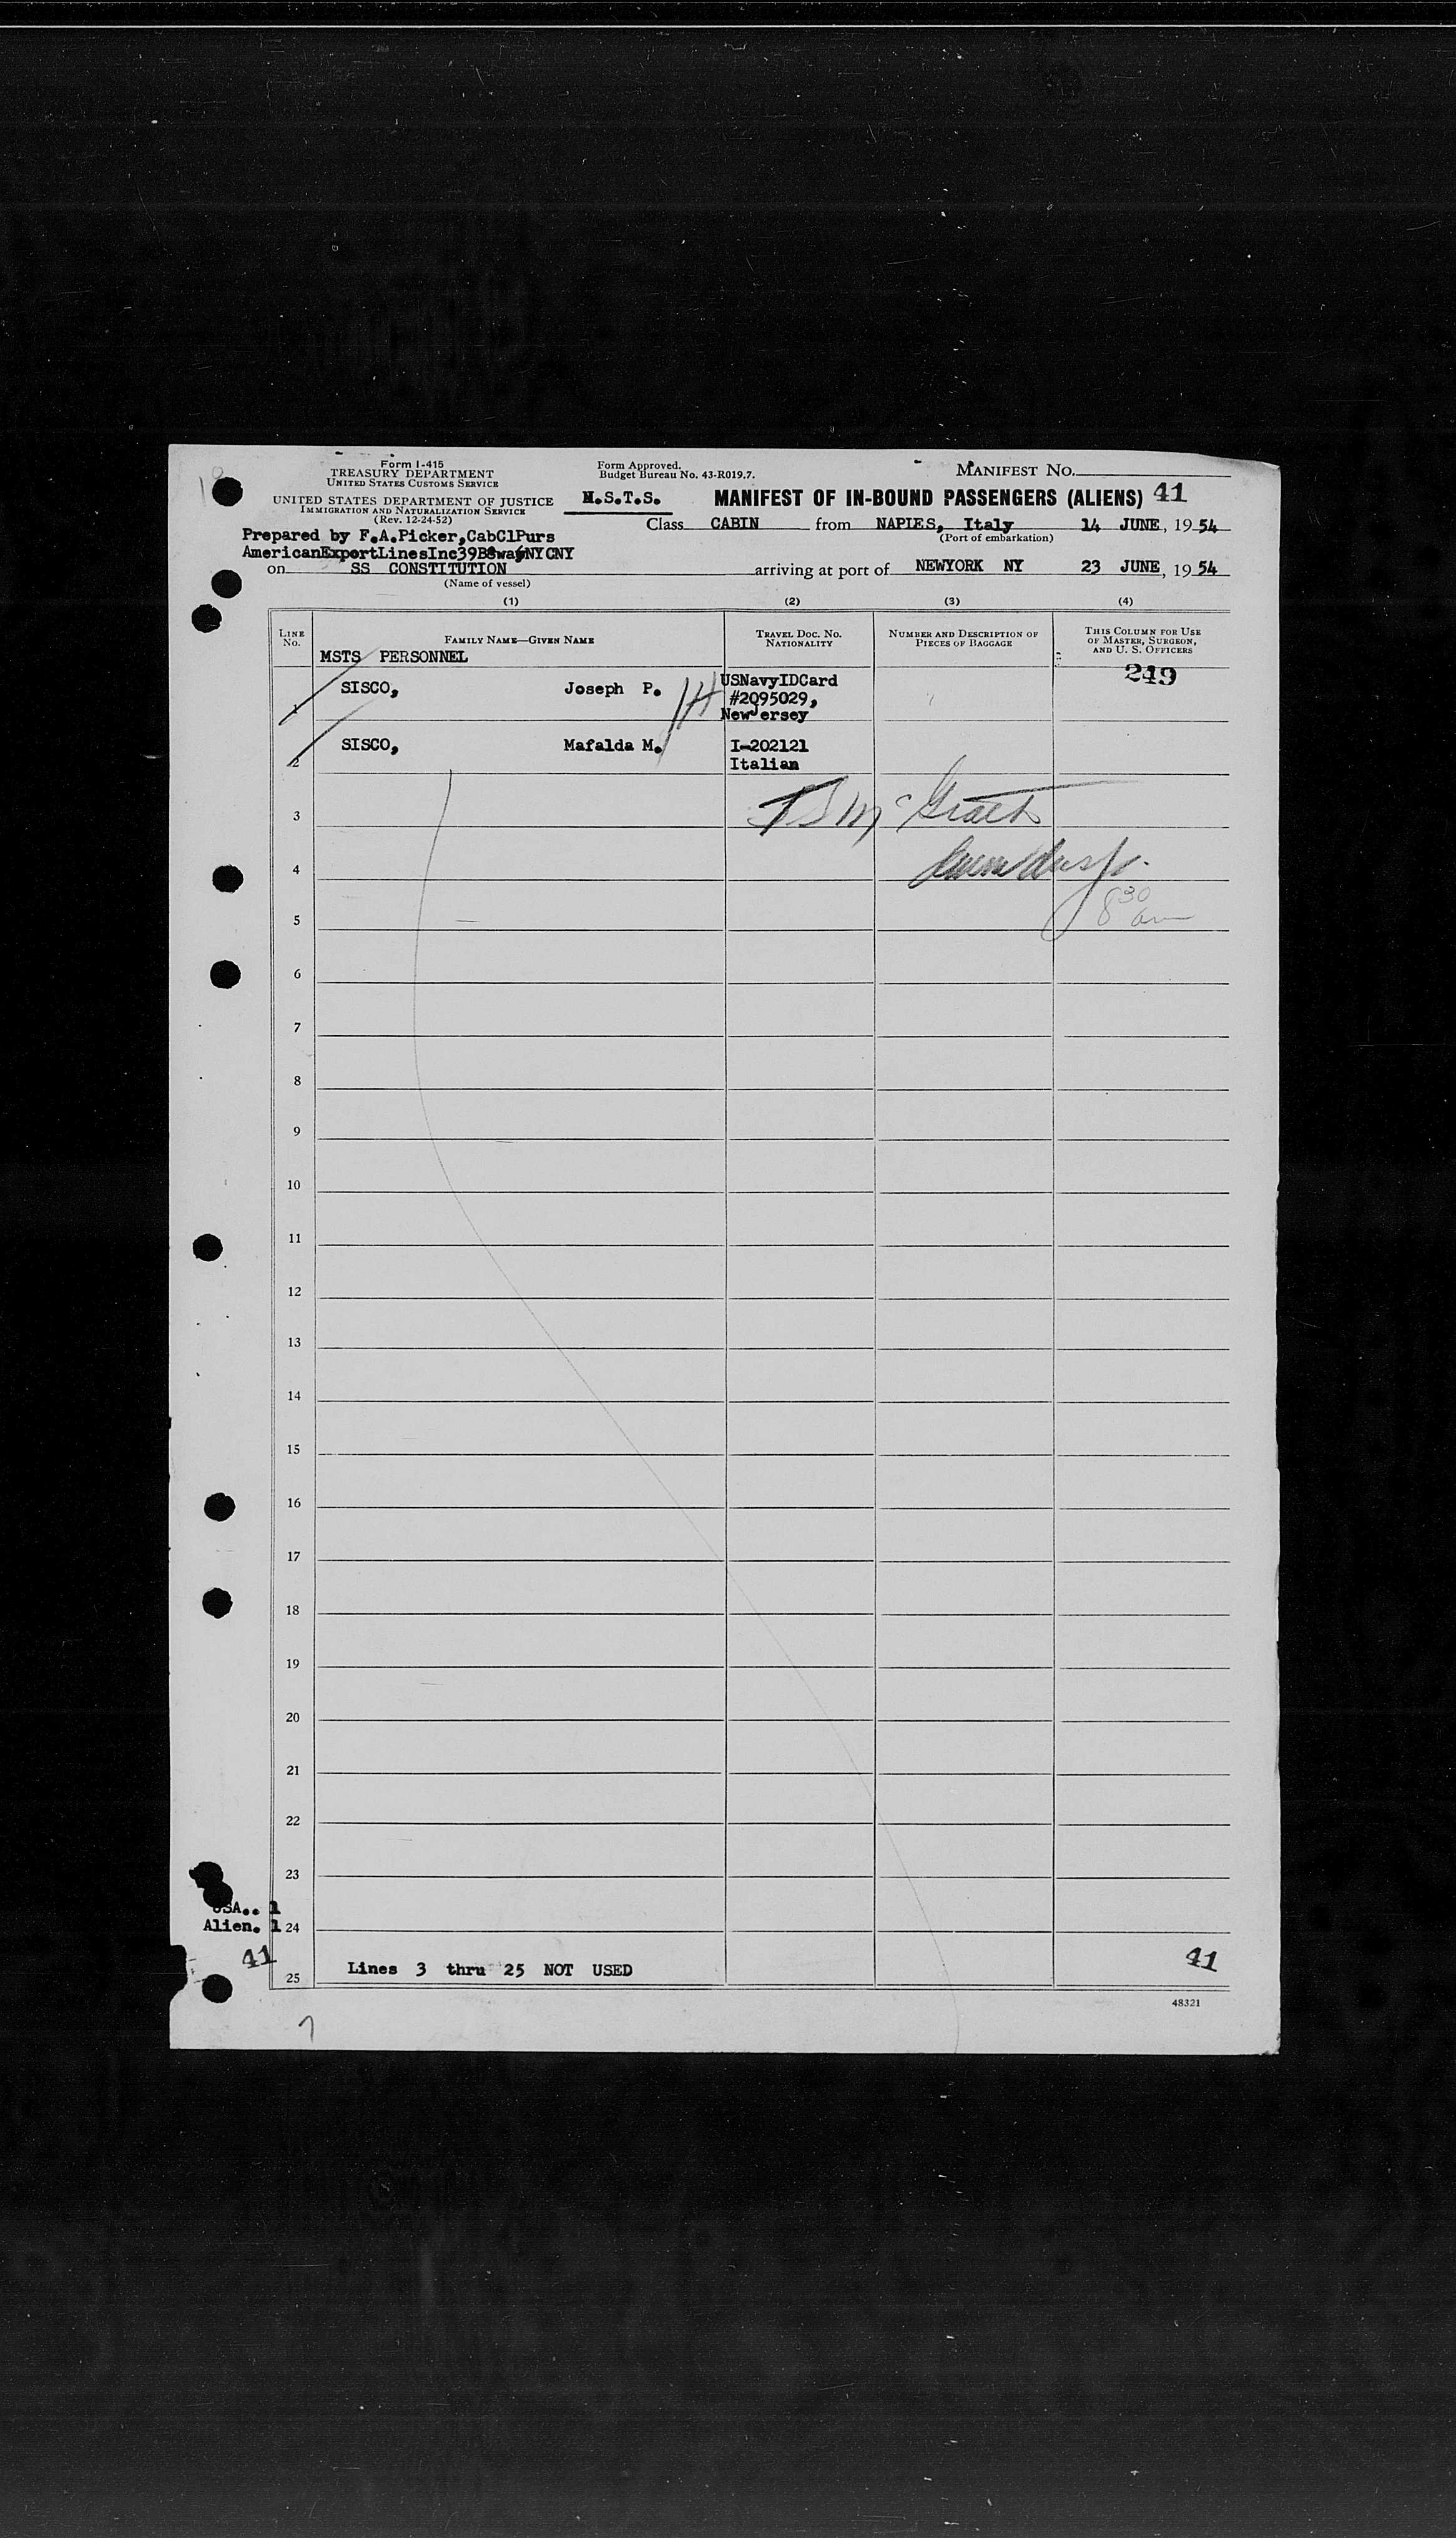 Form I-415
TREASURY DEPARTMENT
UNITED STATES CUSTOMS SERVICE
UNITED STATES DEPARTMENT OF JUSTICE
IMMIGRATION AND NATURALIZATION SERVICE
(Rev. 12-24-52)
Form Approved.
Budget Bureau No. 43-R019.7.
MANIFEST NO.
M.S.T.S. MANIFEST OF IN-BOUND PASSENGERS (ALIENS) 41
Class CABIN from NAPLES, Italy 14 JUNE, 1954
(Port of embarkation)
Prepared by F.A.Picker,CabClPurs
AmericanExportLinesInc39BwayNYCNY
on SS CONSTITUTION arriving at port of NEWYORK NY 23 JUNE, 1954
(Name of vessel)
(1) (2) (3) (4)
LINE NO.
FAMILY NAME—GIVEN NAME
TRAVEL DOC. NO. NATIONALITY
NUMBER AND DESCRIPTION OF PIECES OF BAGGAGE
THIS COLUMN FOR USE OF MASTER, SURGEON, AND U. S. OFFICERS
MSTS PERSONNEL
249
1 SISCO, Joseph P. USNavyIDCard
#2095029,
NewJersey
2 SISCO, Mafalda M. I-202121
Italian
3 TS McGrath
4
8 30 am
5
6
7
8
9
10
11
12
13
14
15
16
17
18
19
20
21
22
23
USA.. 1
Alien. 1 24
41 41
25 Lines 3 thru 25 NOT USED
48321